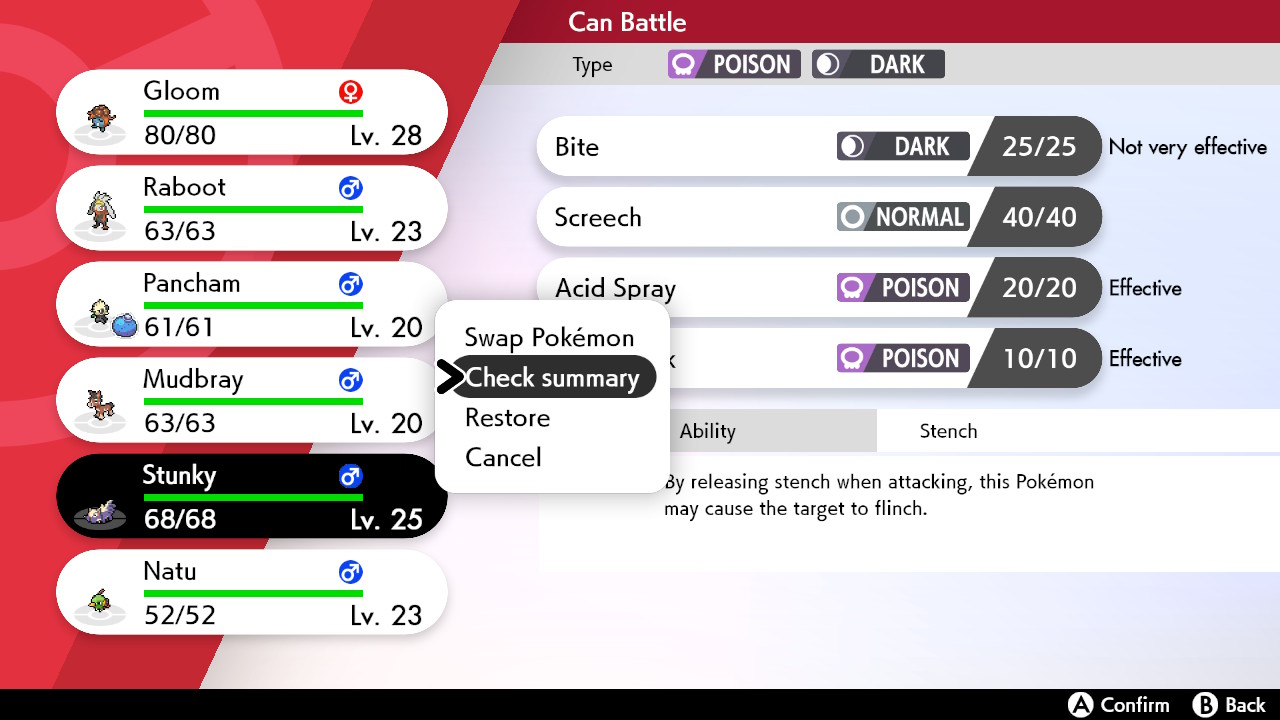 Can Battle
Type POISON DARK
Gloom
80/80 Lv. 28
Raboot
63/63 Lv. 23
Pancham
61/61 Lv. 20
Mudbray
63/63 Lv. 20
Stunky
68/68 Lv. 25
Natu
52/52 Lv. 23
Bite DARK 25/25 Not very effective
Screech NORMAL 40/40
Acid Spray POISON 20/20 Effective
POISON 10/10 Effective
Swap Pokémon
Check summary
Restore
Cancel
Ability Stench
By releasing stench when attacking, this Pokémon
may cause the target to flinch.
A Confirm B Back